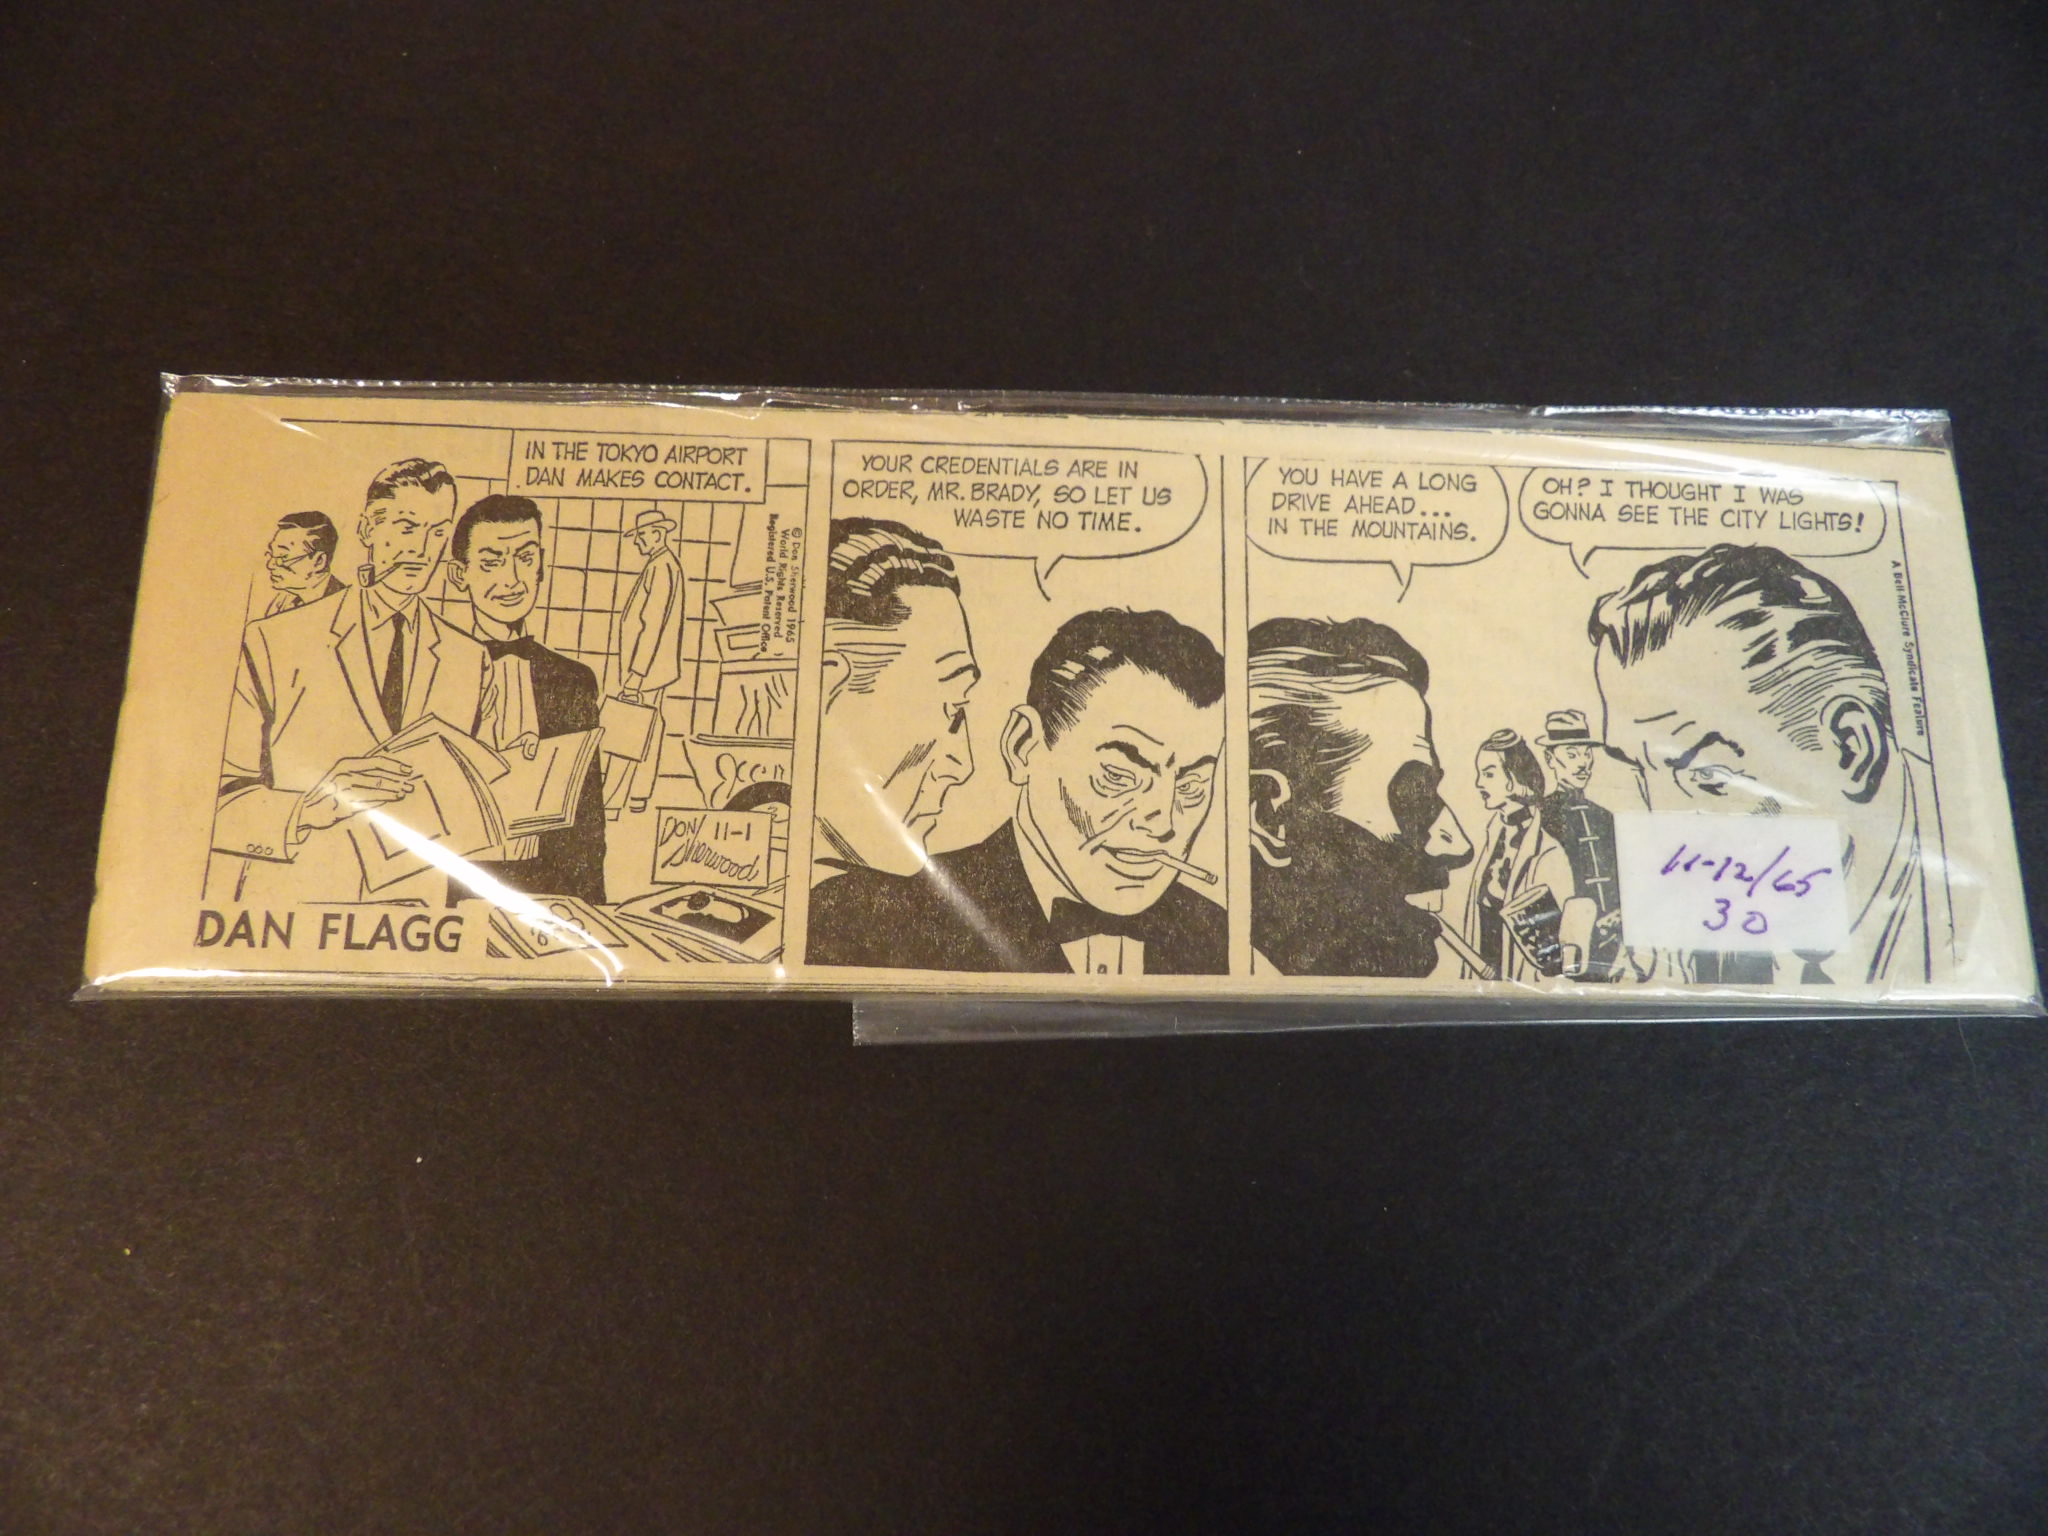 IN THE TOKYO AIRPORT
DAN MAKES CONTACT.
© Don Sherwood 1965
World Rights Reserved
Registered U.S. Patent Office
DON 11-1
Sherwood
DAN FLAGG
YOUR CREDENTIALS ARE IN
ORDER, MR. BRADY, SO LET US
WASTE NO TIME.
YOU HAVE A LONG
DRIVE AHEAD...
IN THE MOUNTAINS.
OH? I THOUGHT I WAS
GONNA SEE THE CITY LIGHTS!
A Bell-McClure Syndicate Feature
11-12/65
30